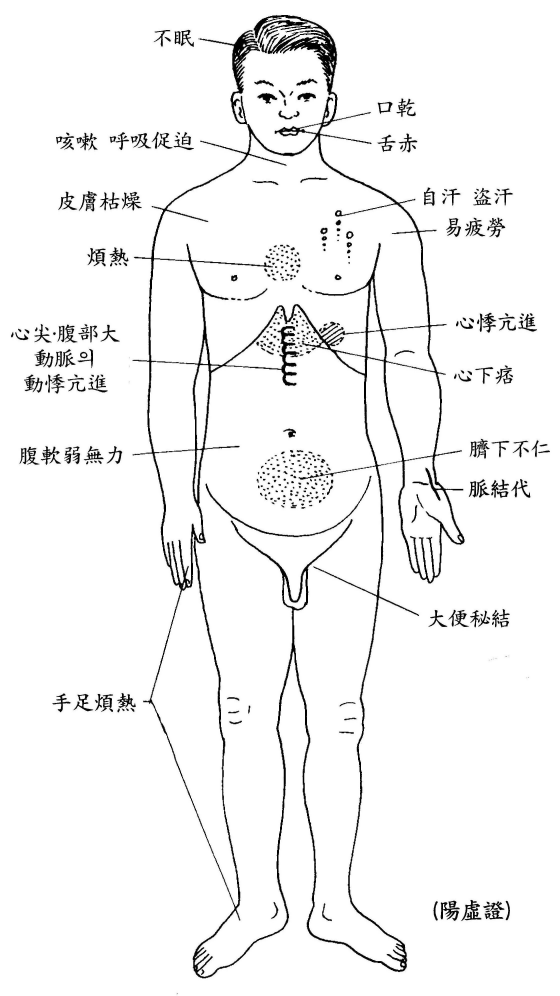 不眠
口乾
舌赤
咳嗽 呼吸促迫
自汗 盜汗
皮膚枯燥
易疲勞
煩熱
心悸亢進
心尖·腹部大
動脈의
動悸亢進
心下痞
腹軟弱無力
臍下不仁
脈結代
大便秘結
手足煩熱
(陽虛證)